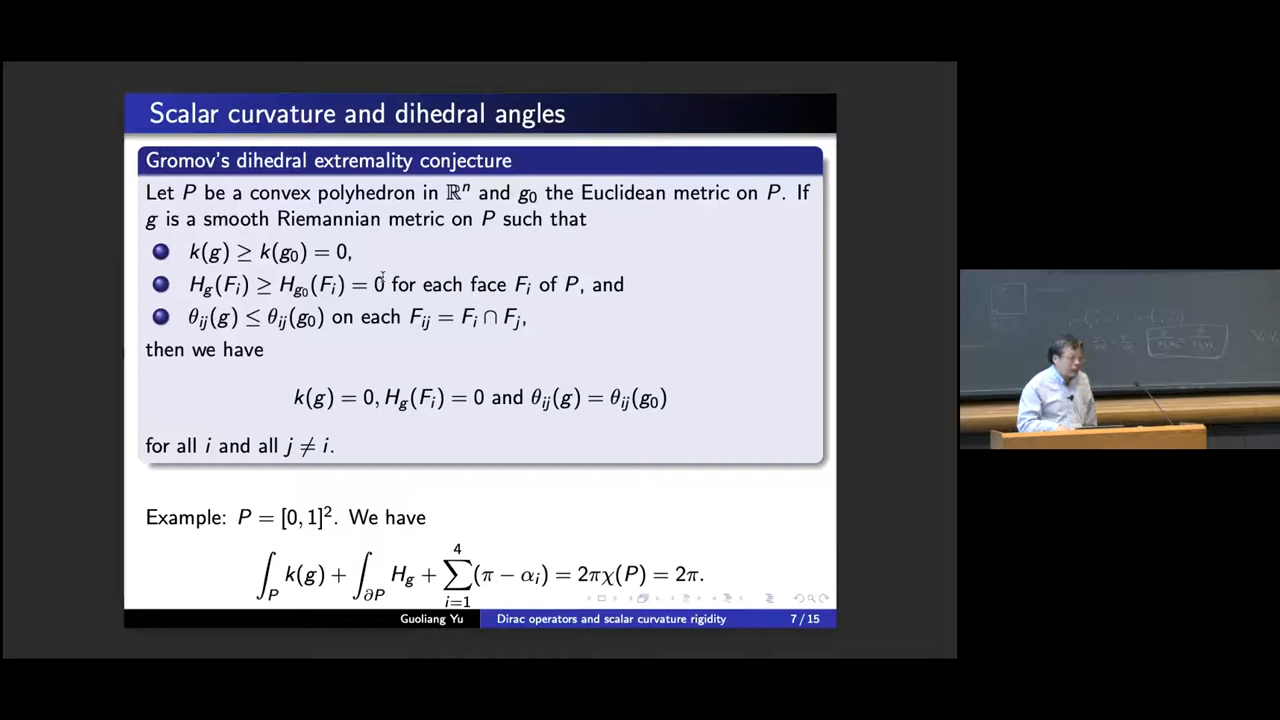 Scalar curvature and dihedral angles
Gromov's dihedral extremality conjecture
Let P be a convex polyhedron in ℝⁿ and g₀ the Euclidean metric on P. If
g is a smooth Riemannian metric on P such that
k(g) ≥ k(g₀) = 0,
H_g(F_i) ≥ H_{g₀}(F_i) = 0 for each face F_i of P, and
θ_{ij}(g) ≤ θ_{ij}(g₀) on each F_{ij} = F_i ∩ F_j,
then we have
k(g) = 0, H_g(F_i) = 0 and θ_{ij}(g) = θ_{ij}(g₀)
for all i and all j ≠ i.
Example: P = [0, 1]². We have
∫_P k(g) + ∫_{∂P} H_g + ∑_{i=1}^{4} (π − α_i) = 2πχ(P) = 2π.
Guoliang Yu Dirac operators and scalar curvature rigidity 7 / 15